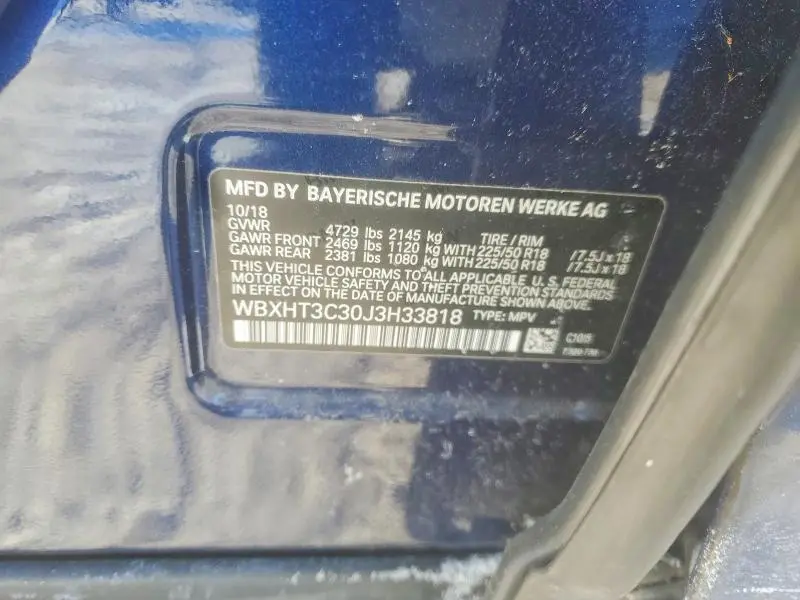 MFD BY BAYERISCHE MOTOREN WERKE AG
10/18
GVWR 4729 lbs 2145 kg TIRE / RIM
GAWR FRONT 2469 lbs 1120 kg WITH 225/50 R18 /7.5J x 18
GAWR REAR 2381 lbs 1080 kg WITH 225/50 R18 /7.5J x 18
THIS VEHICLE CONFORMS TO ALL APPLICABLE U. S. FEDERAL
MOTOR VEHICLE SAFETY AND THEFT PREVENTION STANDARDS
IN EFFECT ON THE DATE OF MANUFACTURE SHOWN ABOVE.
WBXHT3C30J3H33818 TYPE: MPV